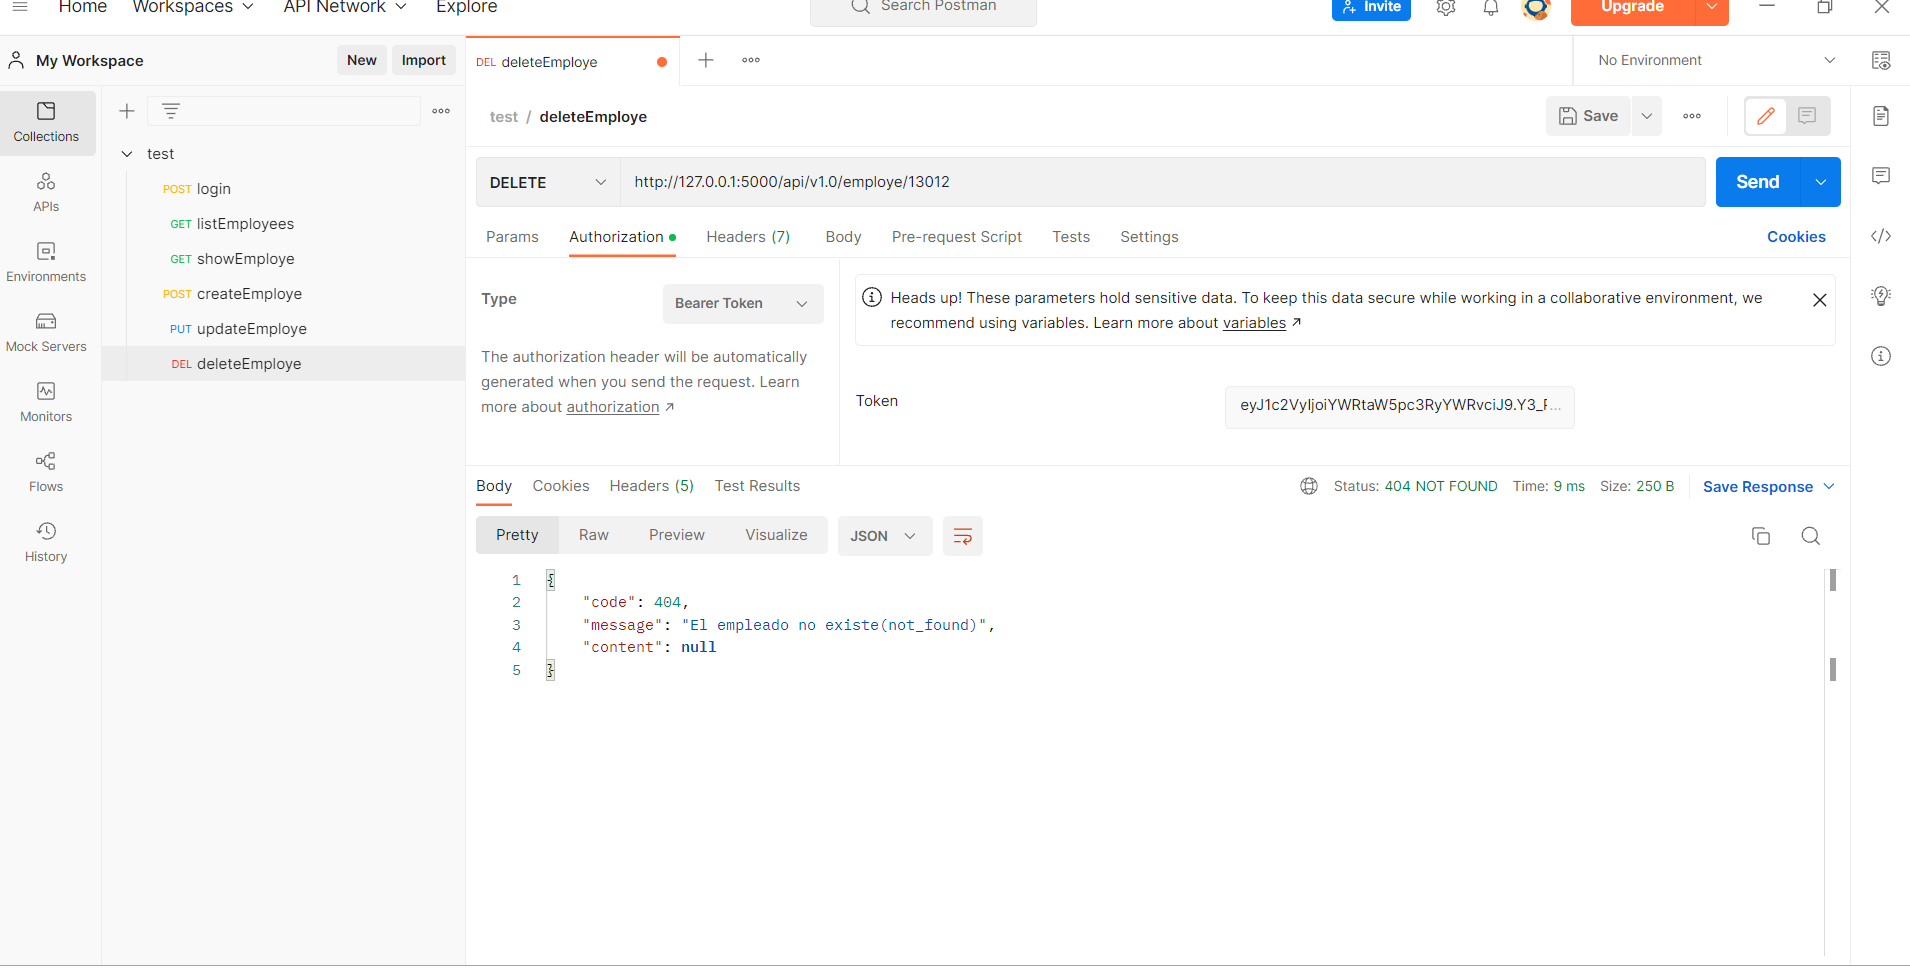 Home Workspaces API Network Explore Search Postman Invite Upgrade
My Workspace New Import
DEL deleteEmploye
No Environment
Collections
APIs
Environments
Mock Servers
Monitors
Flows
History
test
POST login
GET listEmployees
GET showEmploye
POST createEmploye
PUT updateEmploye
DEL deleteEmploye
test / deleteEmploye
Save
DELETE http://127.0.0.1:5000/api/v1.0/employe/13012 Send
Params Authorization Headers (7) Body Pre-request Script Tests Settings Cookies
Type Bearer Token
The authorization header will be automatically
generated when you send the request. Learn
more about authorization ↗
Heads up! These parameters hold sensitive data. To keep this data secure while working in a collaborative environment, we
recommend using variables. Learn more about variables ↗
Token
Body Cookies Headers (5) Test Results Status: 404 NOT FOUND Time: 9 ms Size: 250 B Save Response
Pretty Raw Preview Visualize JSON
1 {
2 "code": 404,
3 "message": "El empleado no existe(not_found)",
4 "content": null
5 }